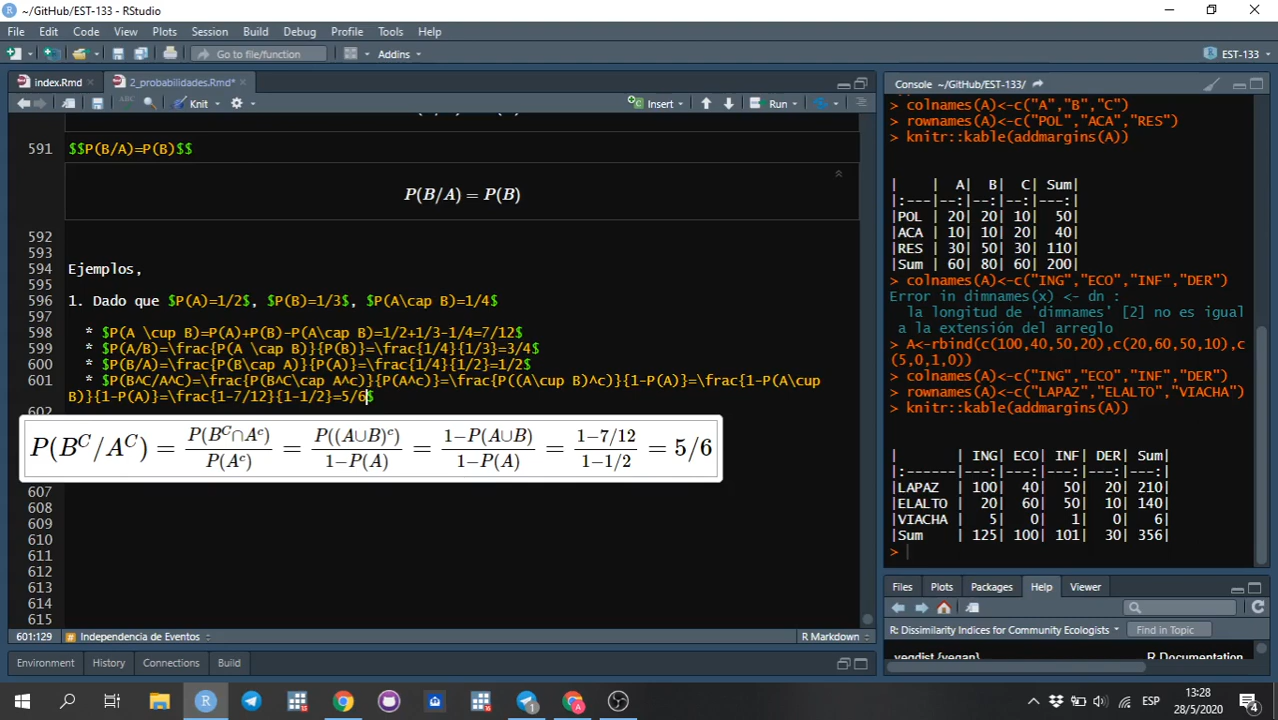 ~/GitHub/EST-133 - RStudio
File Edit Code View Plots Session Build Debug Profile Tools Help
Go to file/function Addins EST-133
index.Rmd 2_probabilidades.Rmd*
ABC Knit Insert Run
591 $$P(B/A)=P(B)$$
P(B/A) = P(B)
592
593
594 Ejemplos,
595
596 1. Dado que $P(A)=1/2$, $P(B)=1/3$, $P(A\cap B)=1/4$
597
598 * $P(A \cup B)=P(A)+P(B)-P(A\cap B)=1/2+1/3-1/4=7/12$
599 * $P(A/B)=\frac{P(A \cap B)}{P(B)}=\frac{1/4}{1/3}=3/4$
600 * $P(B/A)=\frac{P(B\cap A)}{P(A)}=\frac{1/4}{1/2}=1/2$
601 * $P(B^C/A^C)=\frac{P(B^C\cap A^c)}{P(A^c)}=\frac{P((A\cup B)^c)}{1-P(A)}=\frac{1-P(A\cup
B)}{1-P(A)}=\frac{1-7/12}{1-1/2}=5/6$
602
P(B^C/A^C) = P(B^C∩A^c)/P(A^c) = P((A∪B)^c)/1−P(A) = 1−P(A∪B)/1−P(A) = 1−7/12/1−1/2 = 5/6
607
608
609
610
611
612
613
614
615
601:129 Independencia de Eventos R Markdown
Environment History Connections Build
Console ~/GitHub/EST-133/
> colnames(A)<-c("A","B","C")
> rownames(A)<-c("POL","ACA","RES")
> knitr::kable(addmargins(A))
| | A| B| C| Sum|
|:---|--:|--:|--:|---:|
|POL | 20| 20| 10| 50|
|ACA | 10| 10| 20| 40|
|RES | 30| 50| 30| 110|
|Sum | 60| 80| 60| 200|
> colnames(A)<-c("ING","ECO","INF","DER")
Error in dimnames(x) <- dn :
la longitud de 'dimnames' [2] no es igual
a la extensión del arreglo
> A<-rbind(c(100,40,50,20),c(20,60,50,10),c
(5,0,1,0))
> colnames(A)<-c("ING","ECO","INF","DER")
> rownames(A)<-c("LAPAZ","ELALTO","VIACHA")
> knitr::kable(addmargins(A))
| | ING| ECO| INF| DER| Sum|
|:------|---:|---:|---:|---:|---:|
|LAPAZ | 100| 40| 50| 20| 210|
|ELALTO | 20| 60| 50| 10| 140|
|VIACHA | 5| 0| 1| 0| 6|
|Sum | 125| 100| 101| 30| 356|
>
Files Plots Packages Help Viewer
R: Dissimilarity Indices for Community Ecologists Find in Topic
vegdist {vegan} R Documentation
ESP 13:28
28/5/2020 4